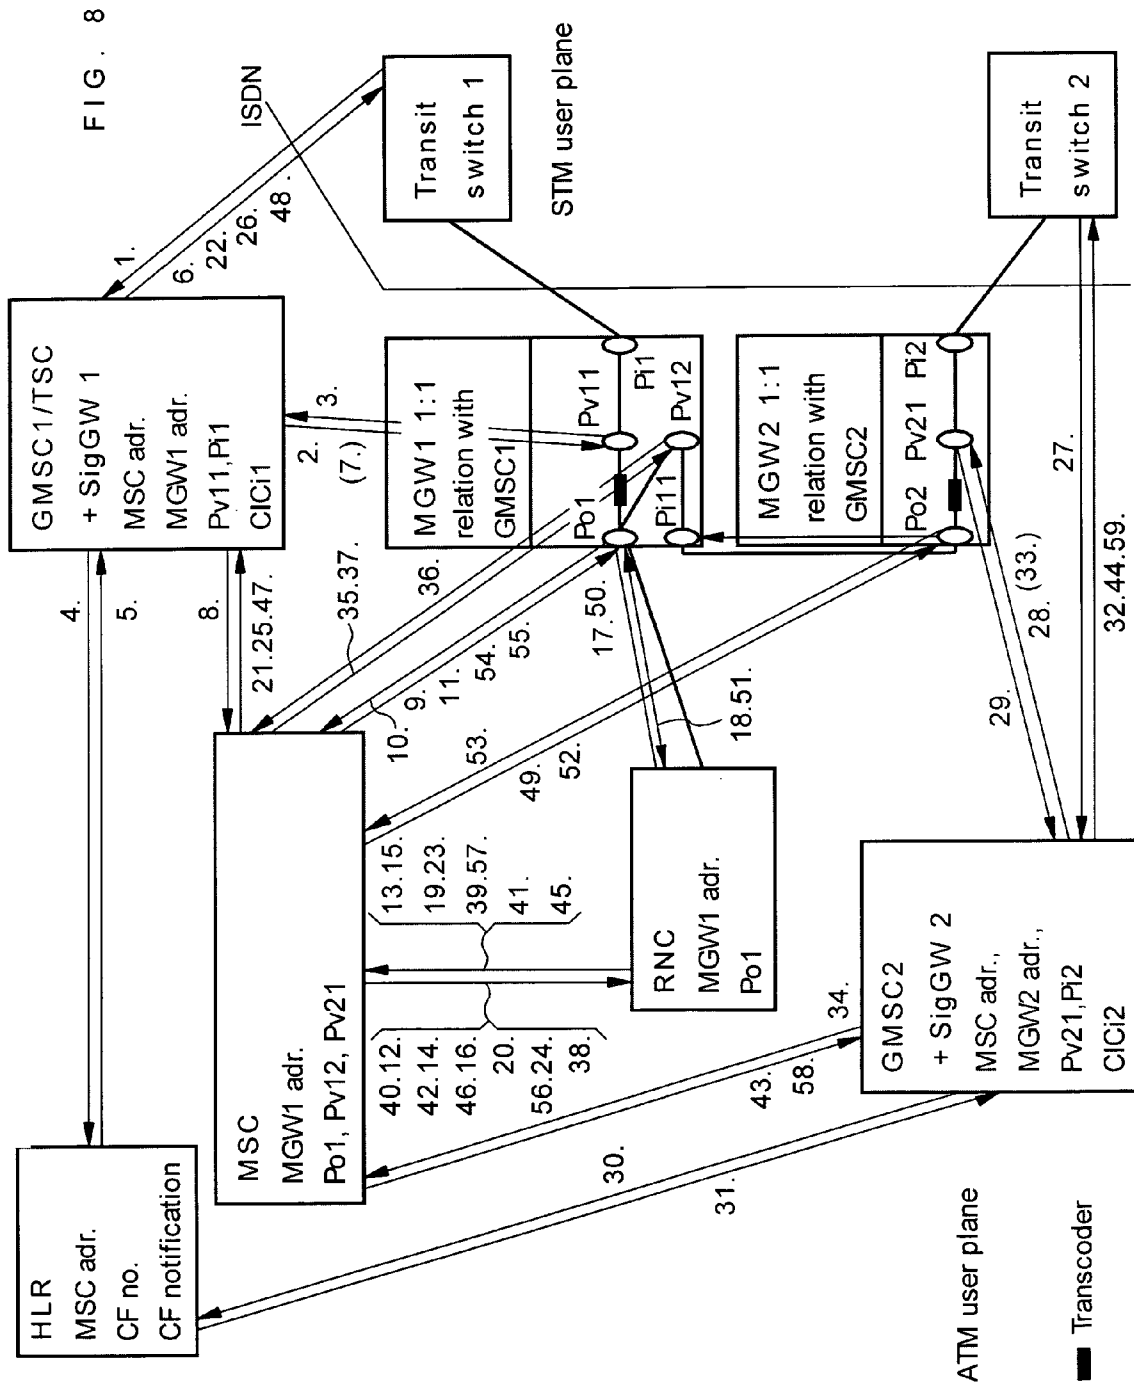 FIG. 8
ISDN
STM user plane
Transit
switch 1
Transit
switch 2
GMSC1/TSC
+ SigGW 1
MSC adr.
MGW1 adr.
Pv11,Pi1
CICi1
1.
6.
22.
26.
48.
2.
3.
(7.)
MGW1 1:1
relation with
GMSC1
Po1
Pv11
Pi1
Pi11
Pv12
MGW2 1:1
relation with
GMSC2
Po2
Pv21
Pi2
4.
5.
8.
21.25.47.
35.37.
36.
10.
9.
11.
54.
55.
17.50.
18.51.
53.
49.
52.
27.
32.44.59.
28.
(33.)
29.
HLR
MSC adr.
CF no.
CF notification
MSC
MGW1 adr.
Po1, Pv12, Pv21
13.15.
19.23.
39.57.
41.
45.
40.12.
42.14.
46.16.
20.
56.24.
38.
RNC
MGW1 adr.
Po1
34.
43.
58.
30.
31.
GMSC2
+ SigGW 2
MSC adr.,
MGW2 adr.,
Pv21,Pi2
CICi2
ATM user plane
Transcoder